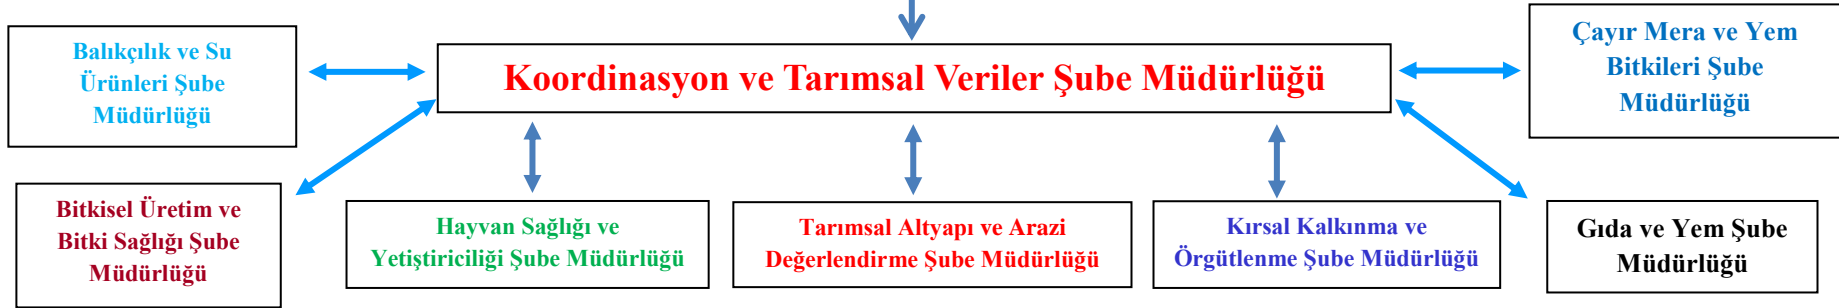 Balıkçılık ve Su
Ürünleri Şube
Müdürlüğü
Koordinasyon ve Tarımsal Veriler Şube Müdürlüğü
Çayır Mera ve Yem
Bitkileri Şube
Müdürlüğü
Bitkisel Üretim ve
Bitki Sağlığı Şube
Müdürlüğü
Hayvan Sağlığı ve
Yetiştiriciliği Şube Müdürlüğü
Tarımsal Altyapı ve Arazi
Değerlendirme Şube Müdürlüğü
Kırsal Kalkınma ve
Örgütlenme Şube Müdürlüğü
Gıda ve Yem Şube
Müdürlüğü